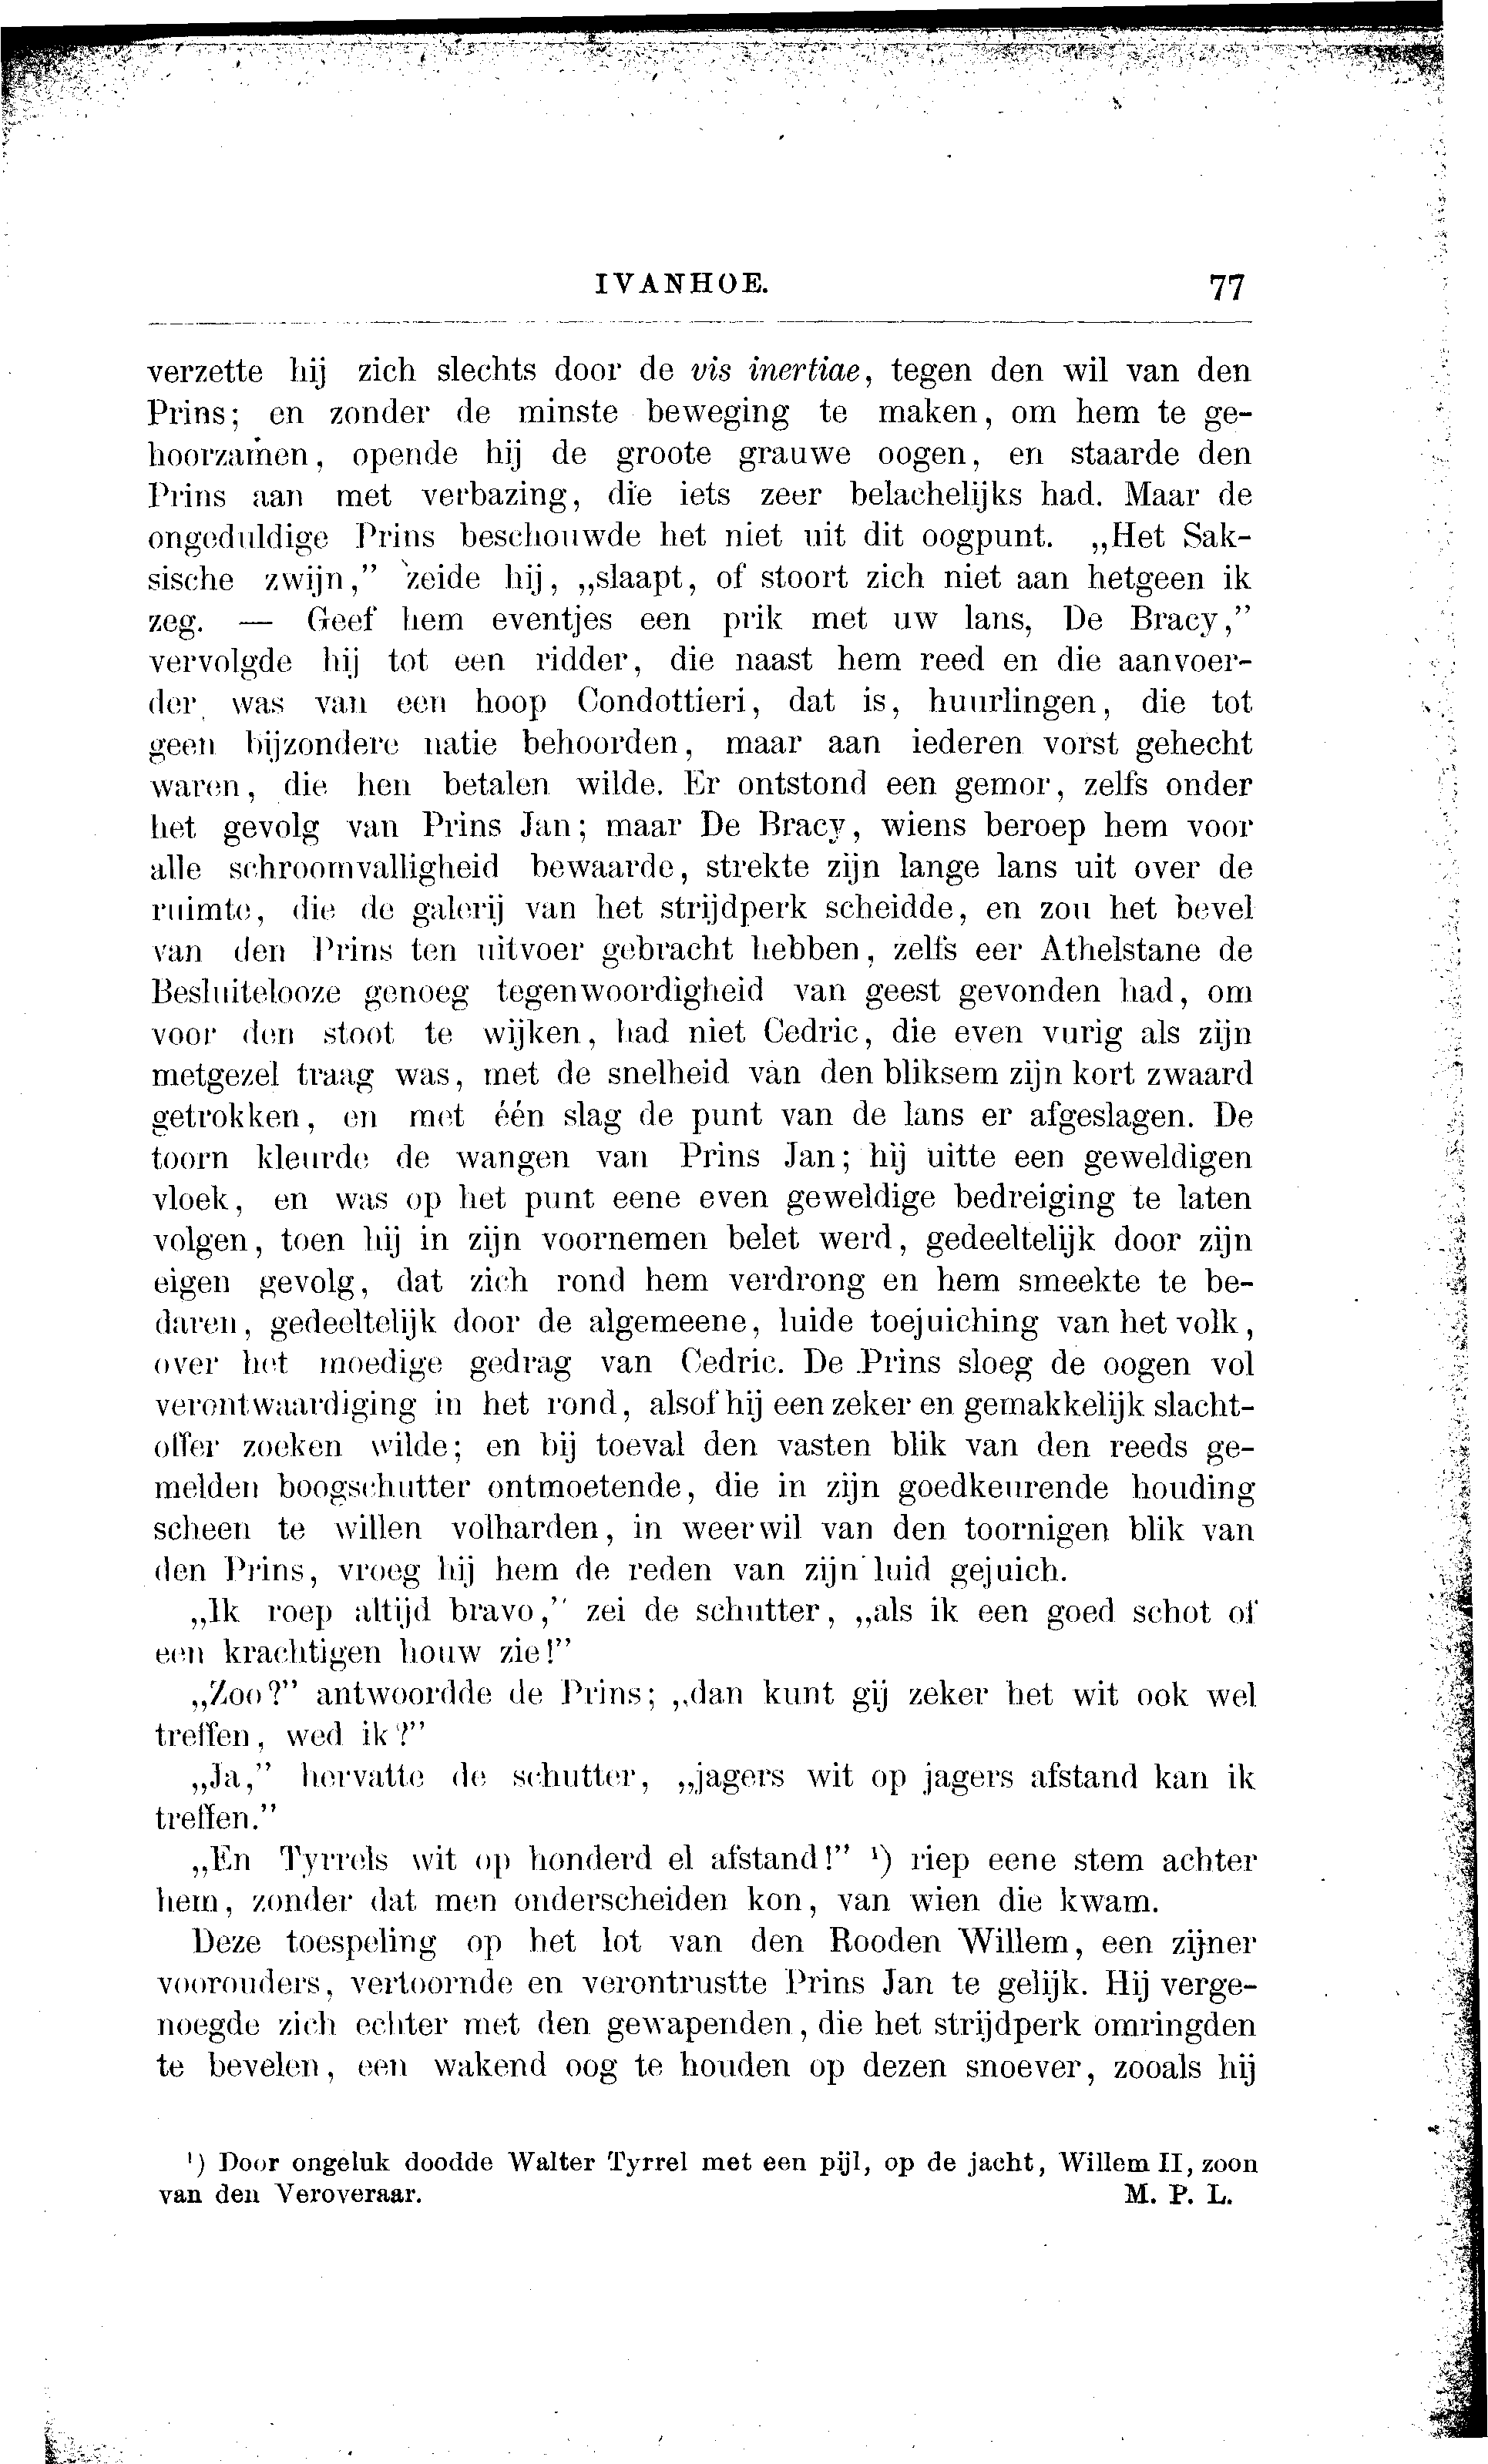 IVANHOE. 77
verzette hij zich slechts door de vis inertiae, tegen den wil van den
Prins; en zonder de minste beweging te maken, om hem te ge-
hoorzamen, opende hij de groote grauwe oogen, en staarde den
Prins aan met verbazing, die iets zeer belachelijks had. Maar de
ongeduldige Prins beschouwde het niet uit dit oogpunt. „Het Sak-
sische zwijn,” zeide hij, „slaapt, of stoort zich niet aan hetgeen ik
zeg. — Geef hem eventjes een prik met uw lans, De Bracy,”
vervolgde hij tot een ridder, die naast hem reed en die aanvoer-
der was van een hoop Condottieri, dat is, huurlingen, die tot
geen bijzondere natie behoorden, maar aan iederen vorst gehecht
waren, die hen betalen wilde. Er ontstond een gemor, zelfs onder
het gevolg van Prins Jan; maar De Bracy, wiens beroep hem voor
alle schroomvalligheid bewaarde, strekte zijn lange lans uit over de
ruimte, die de galerij van het strijdperk scheidde, en zou het bevel
van den Prins ten uitvoer gebracht hebben, zelfs eer Athelstane de
Besluitelooze genoeg tegenwoordigheid van geest gevonden had, om
voor den stoot te wijken, had niet Cedric, die even vurig als zijn
metgezel traag was, met de snelheid van den bliksem zijn kort zwaard
getrokken, en met één slag de punt van de lans er afgeslagen. De
toorn kleurde de wangen van Prins Jan; hij uitte een geweldigen
vloek, en was op het punt eene even geweldige bedreiging te laten
volgen, toen hij in zijn voornemen belet werd, gedeeltelijk door zijn
eigen gevolg, dat zich rond hem verdrong en hem smeekte te be-
daren, gedeeltelijk door de algemeene, luide toejuiching van het volk,
over het moedige gedrag van Cedric. De Prins sloeg de oogen vol
verontwaardiging in het rond, alsof hij een zeker en gemakkelijk slacht-
offer zoeken wilde; en bij toeval den vasten blik van den reeds ge-
melden boogschutter ontmoetende, die in zijn goedkeurende houding
scheen te willen volharden, in weerwil van den toornigen blik van
den Prins, vroeg hij hem de reden van zijn luid gejuich.
„Ik roep altijd bravo,” zei de schutter, „als ik een goed schot of
een krachtigen houw zie!”
„Zoo?” antwoordde de Prins; „dan kunt gij zeker het wit ook wel
treffen, wed ik?”
„Ja,” hervatte de schutter, „jagers wit op jagers afstand kan ik
treffen.”
„En Tyrrels wit op honderd el afstand!” ¹) riep eene stem achter
hem, zonder dat men onderscheiden kon, van wien die kwam.
Deze toespeling op het lot van den Rooden Willem, een zijner
voorouders, vertoornde en verontrustte Prins Jan te gelijk. Hij verge-
noegde zich echter met den gewapenden, die het strijdperk omringden
te bevelen, een wakend oog te houden op dezen snoever, zooals hij
¹) Door ongeluk doodde Walter Tyrrel met een pijl, op de jacht, Willem II, zoon
van den Veroveraar. M. P. L.